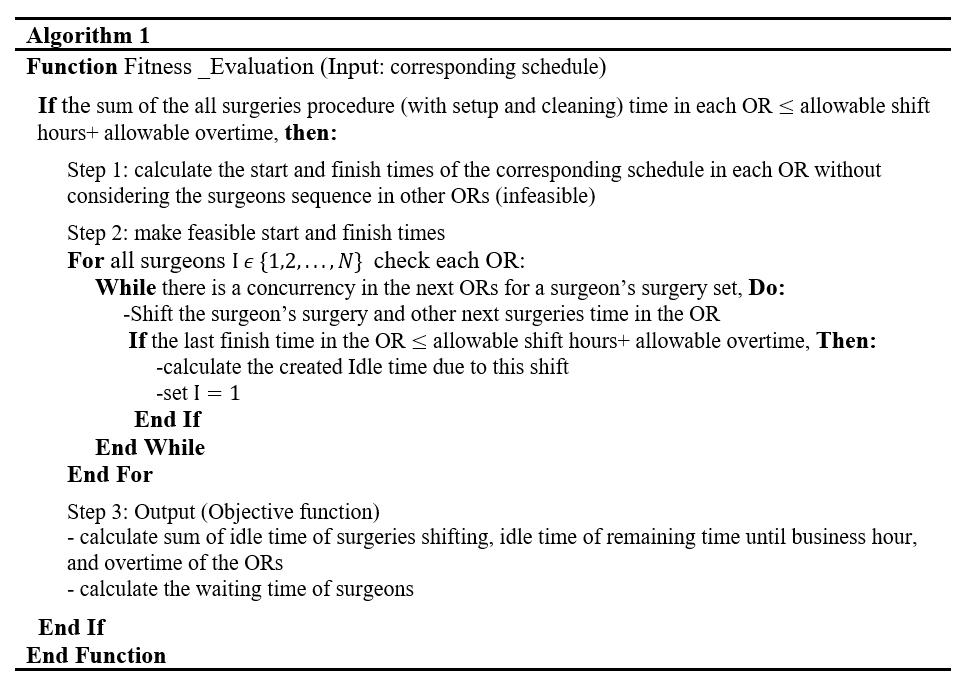 Algorithm 1
Function Fitness _Evaluation (Input: corresponding schedule)
If the sum of the all surgeries procedure (with setup and cleaning) time in each OR ≤ allowable shift
hours+ allowable overtime, then:
Step 1: calculate the start and finish times of the corresponding schedule in each OR without
considering the surgeons sequence in other ORs (infeasible)
Step 2: make feasible start and finish times
For all surgeons I ϵ {1,2,...,N} check each OR:
While there is a concurrency in the next ORs for a surgeon's surgery set, Do:
-Shift the surgeon's surgery and other next surgeries time in the OR
If the last finish time in the OR ≤ allowable shift hours+ allowable overtime, Then:
-calculate the created Idle time due to this shift
-set I = 1
End If
End While
End For
Step 3: Output (Objective function)
- calculate sum of idle time of surgeries shifting, idle time of remaining time until business hour,
and overtime of the ORs
- calculate the waiting time of surgeons
End If
End Function